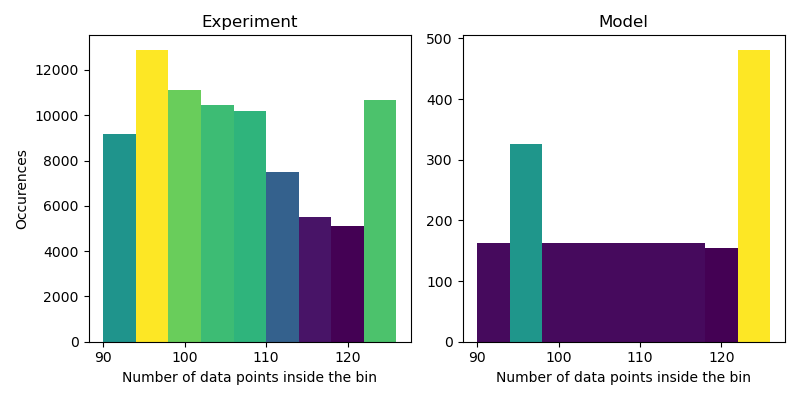 Experiment
Occurences
12000
10000
8000
6000
4000
2000
0
90 100 110 120
Number of data points inside the bin
Model
500
400
300
200
100
0
90 100 110 120
Number of data points inside the bin